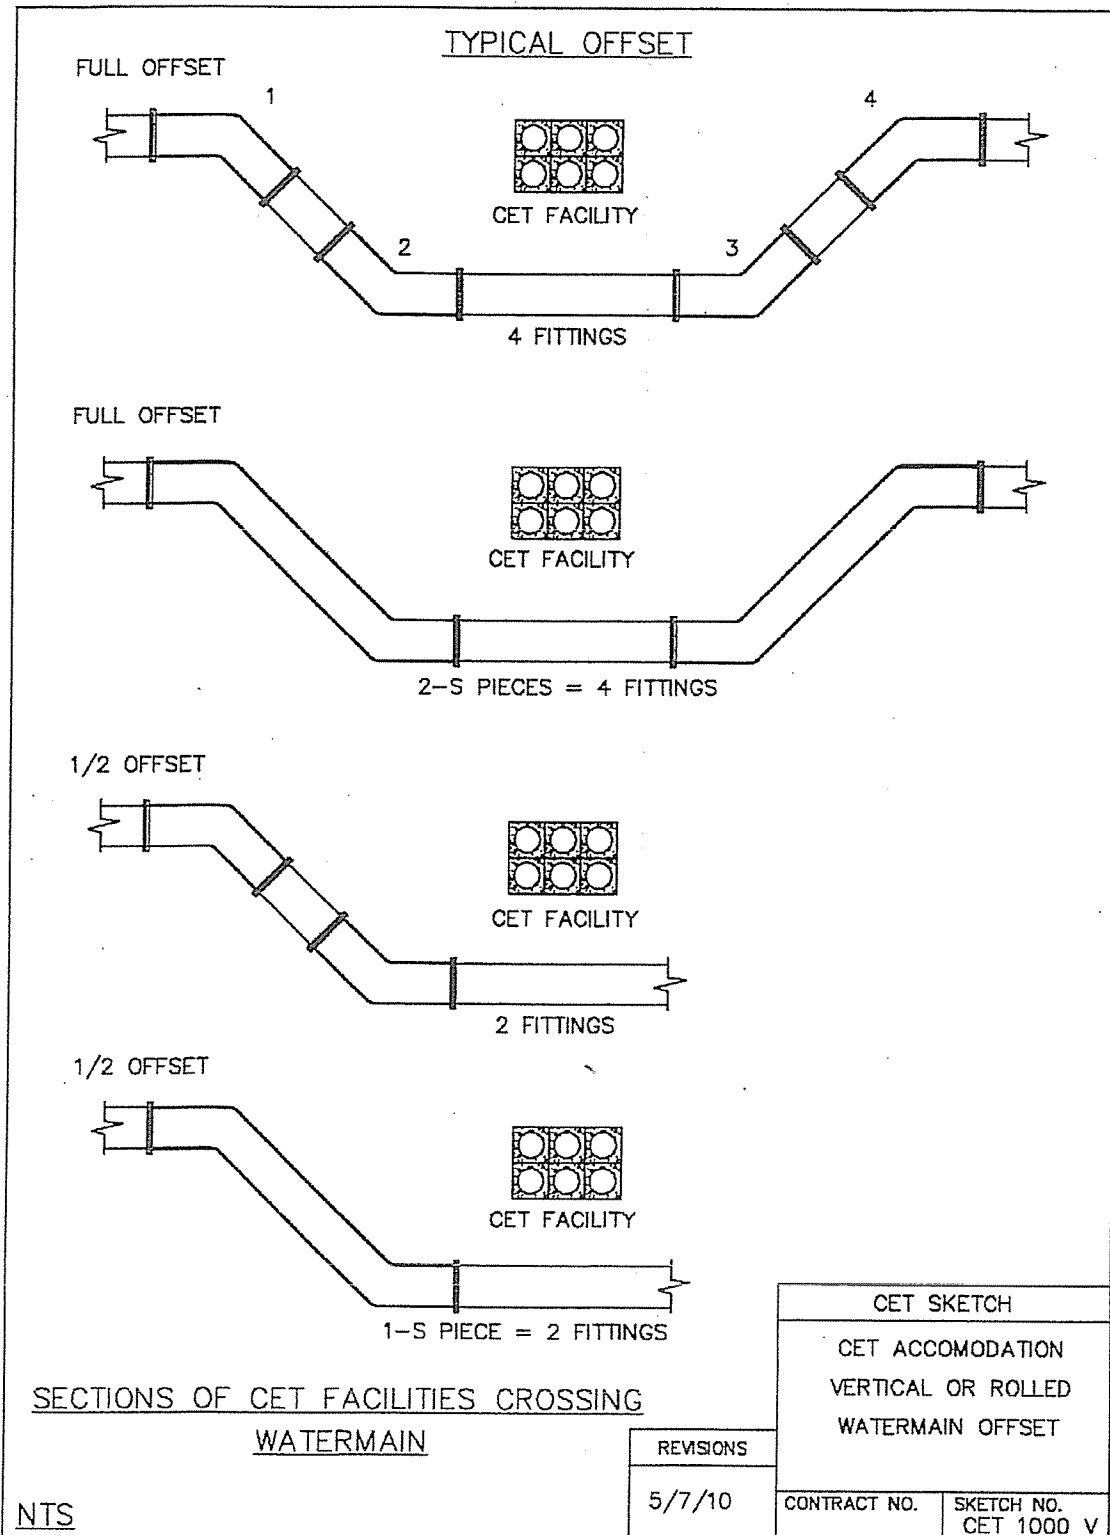 TYPICAL OFFSET
FULL OFFSET
1
4
CET FACILITY
2
3
4 FITTINGS
FULL OFFSET
CET FACILITY
2-S PIECES = 4 FITTINGS
1/2 OFFSET
CET FACILITY
2 FITTINGS
1/2 OFFSET
CET FACILITY
1-S PIECE = 2 FITTINGS
SECTIONS OF CET FACILITIES CROSSING
WATERMAIN
NTS
REVISIONS
5/7/10
CET SKETCH
CET ACCOMODATION
VERTICAL OR ROLLED
WATERMAIN OFFSET
CONTRACT NO.
SKETCH NO.
CET 1000 V